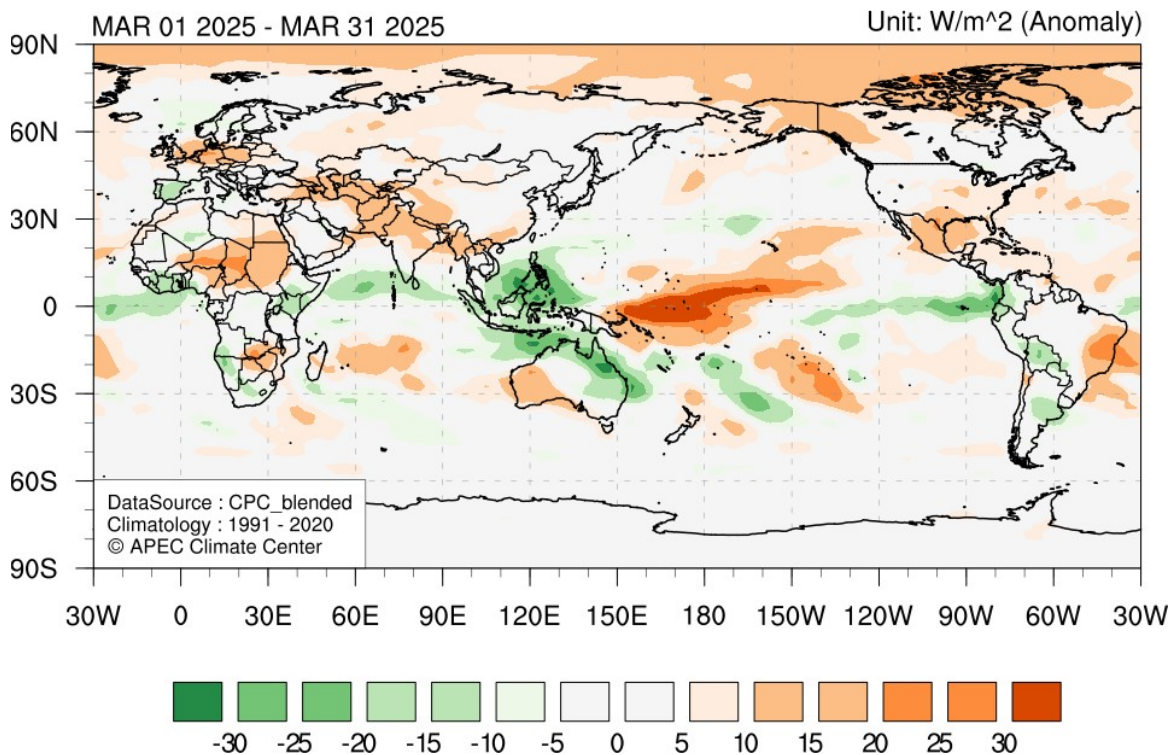 MAR 01 2025 - MAR 31 2025 Unit: W/m^2 (Anomaly)
90N
60N
30N
0
30S
60S
90S
DataSource : CPC_blended
Climatology : 1991 - 2020
© APEC Climate Center
30W 0 30E 60E 90E 120E 150E 180 150W 120W 90W 60W 30W
-30 -25 -20 -15 -10 -5 0 5 10 15 20 25 30